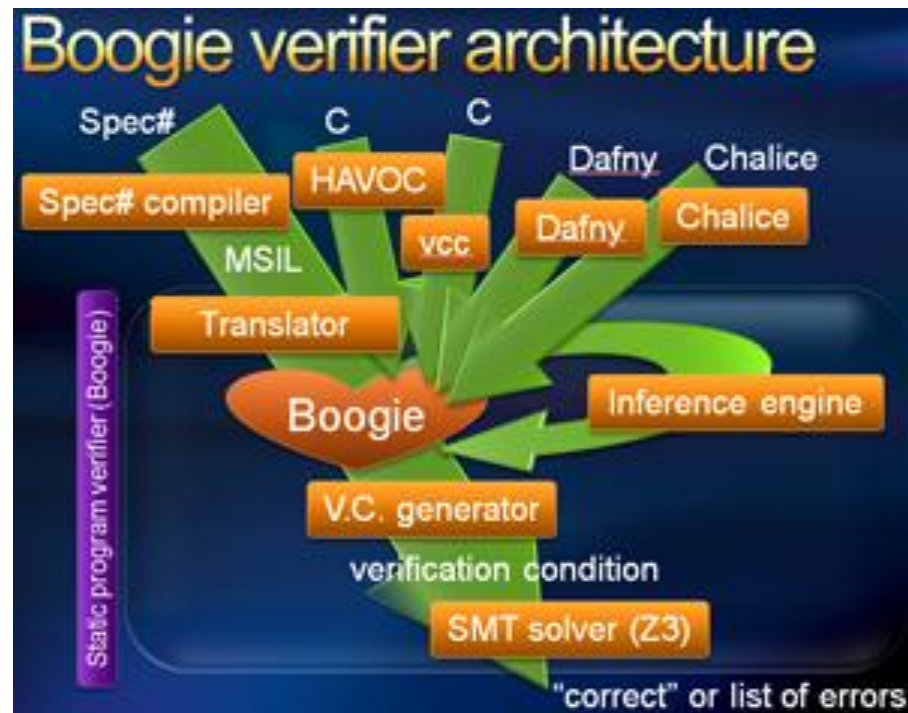 Boogie verifier architecture
Spec#
C
C
Dafny
Chalice
Spec# compiler
HAVOC
vcc
Dafny
Chalice
MSIL
Translator
Static program verifier (Boogie)
Boogie
Inference engine
V.C. generator
verification condition
SMT solver (Z3)
“correct” or list of errors